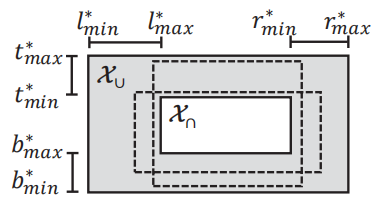 l*min l*max r*min r*max
t*max
𝒳∪
t*min
𝒳∩
b*max
b*min